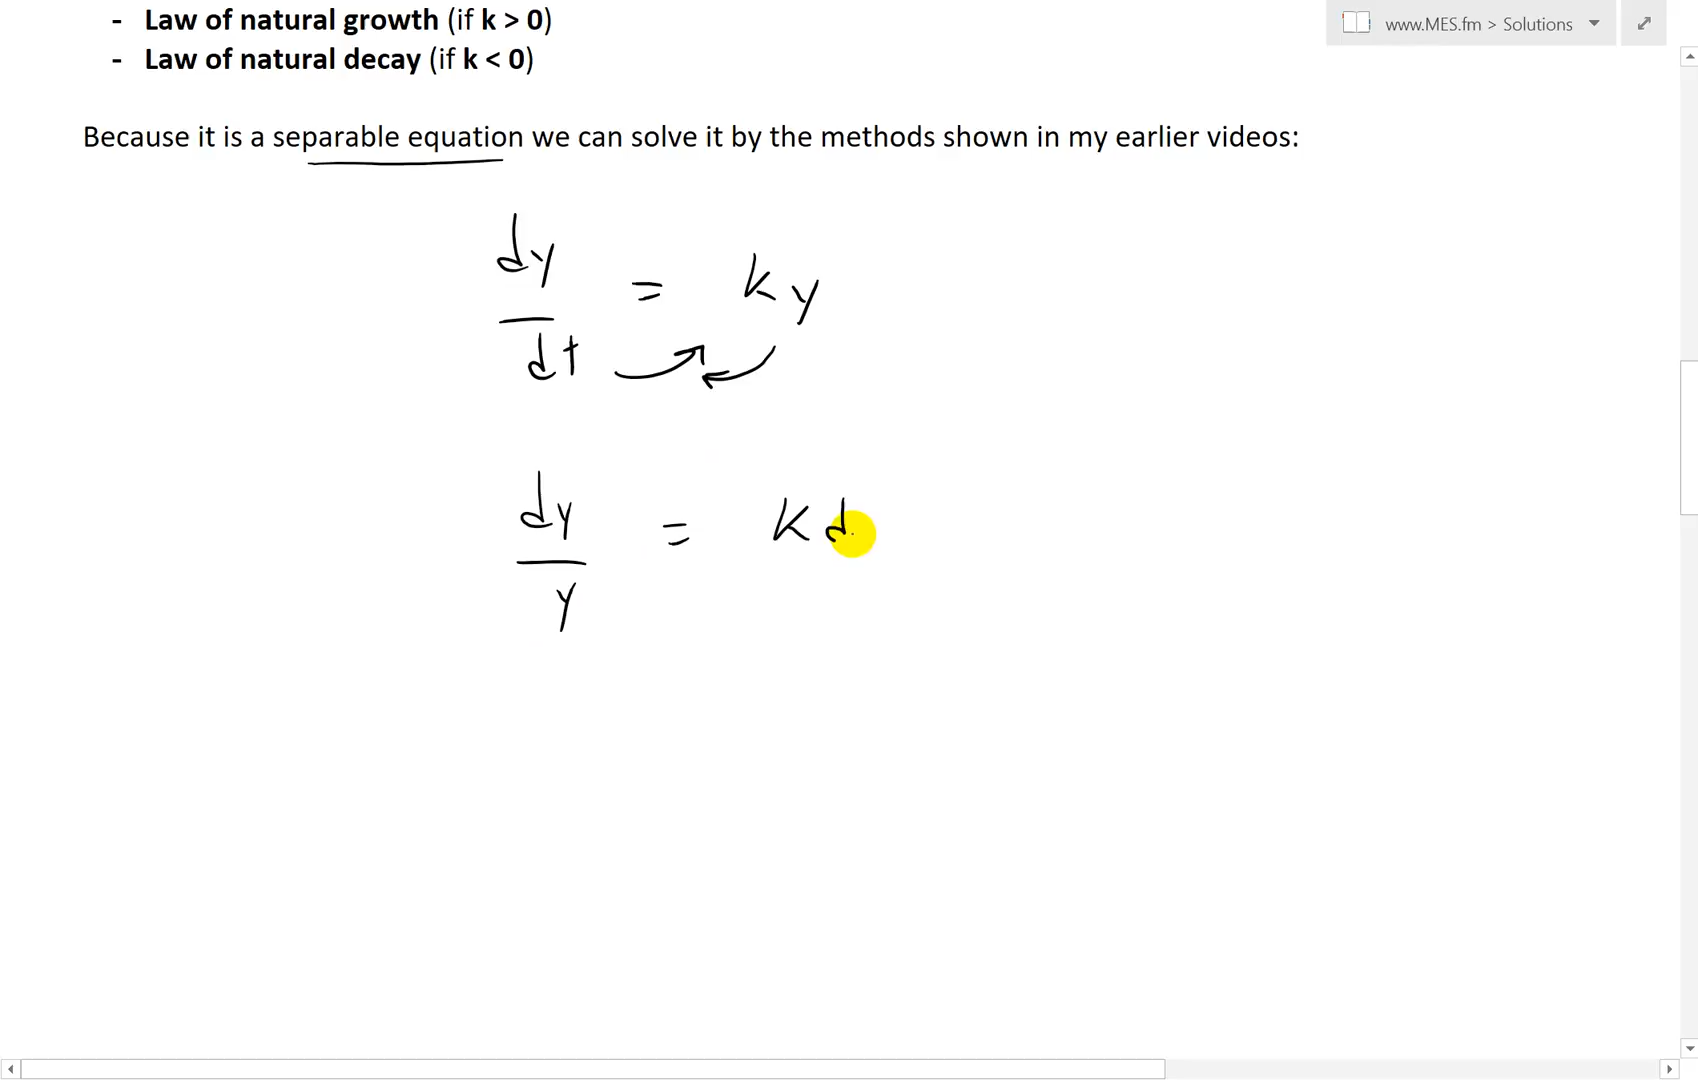 - Law of natural growth (if k > 0)
www.MES.fm > Solutions
- Law of natural decay (if k < 0)
Because it is a separable equation we can solve it by the methods shown in my earlier videos:
dy
= ky
dt
dy
= k d
y